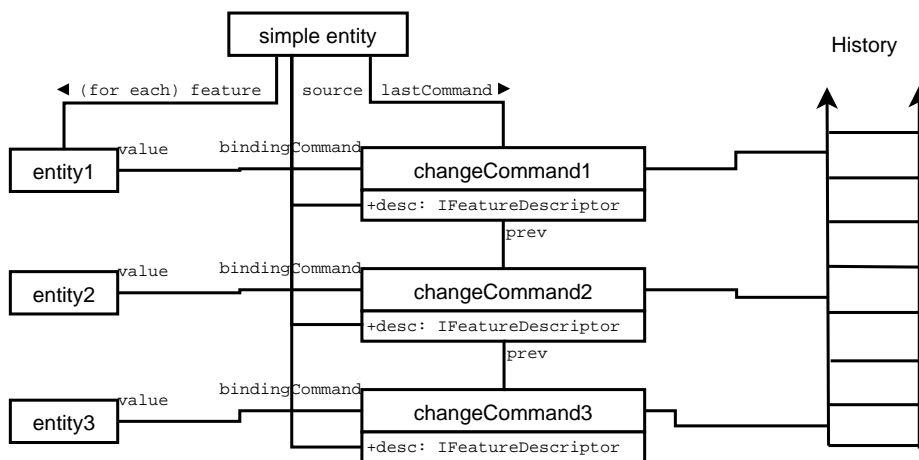 simple entity
History
◄ (for each) feature
source
lastCommand ►
value
bindingCommand
entity1
changeCommand1
+desc: IFeatureDescriptor
prev
value
bindingCommand
entity2
changeCommand2
+desc: IFeatureDescriptor
prev
value
bindingCommand
entity3
changeCommand3
+desc: IFeatureDescriptor